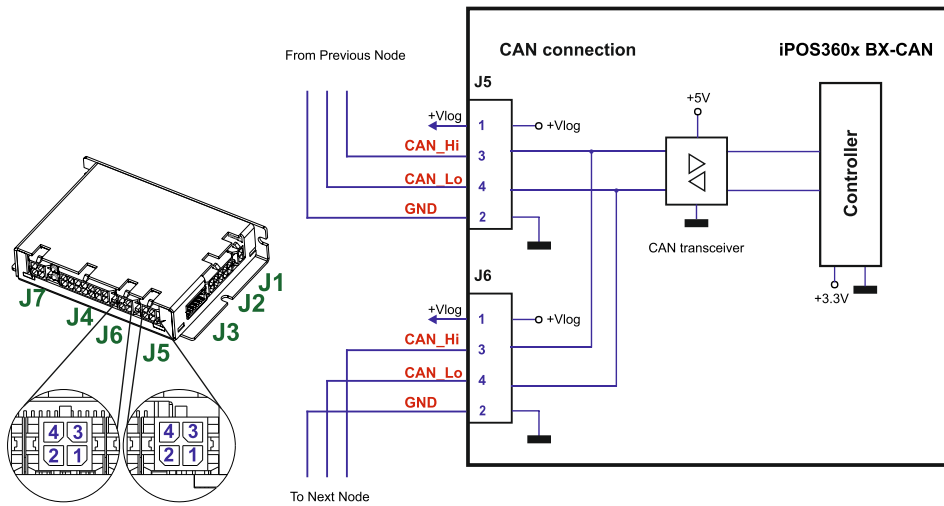 CAN connection
iPOS360x BX-CAN
From Previous Node
J5
+Vlog
1
+Vlog
CAN_Hi
3
CAN_Lo
4
GND
2
+5V
CAN transceiver
Controller
+3.3V
J6
+Vlog
1
+Vlog
CAN_Hi
3
CAN_Lo
4
GND
2
To Next Node
J7
J4
J6
J5
J3
J2
J1
4 3
2 1
4 3
2 1